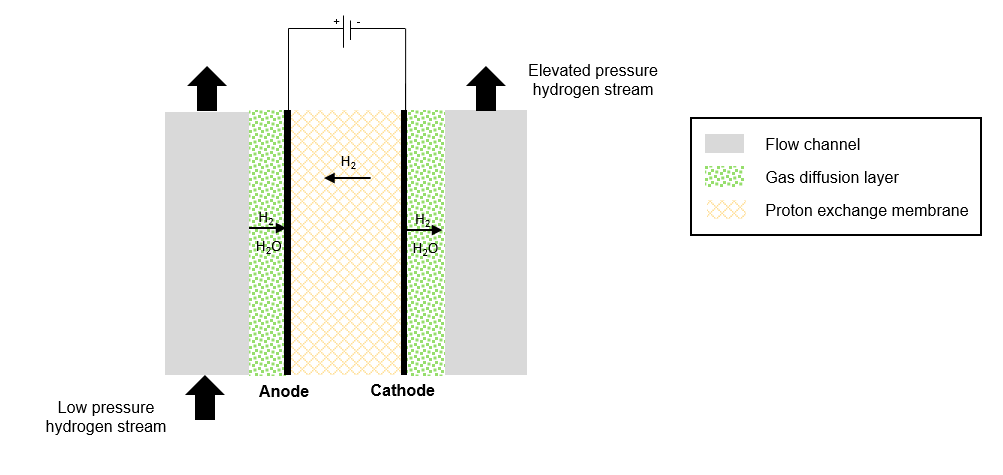 + -
Elevated pressure
hydrogen stream
Flow channel
Gas diffusion layer
Proton exchange membrane
H₂
H₂
H₂O
H₂
H₂O
Anode
Cathode
Low pressure
hydrogen stream